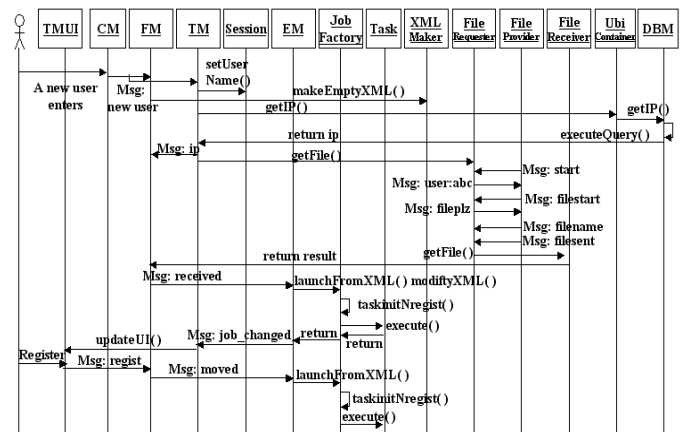 TMUI CM FM TM Session EM Job Factory Task XML Maker File Requester File Provider File Receiver Ubi Container DBM
setUser
Name()
A new user
enters
Msg:
new user
makeEmptyXML()
getIP()
getIP()
executeQuery()
return ip
Msg: ip
getFile()
Msg: start
Msg: user:abc
Msg: filestart
Msg: fileplz
Msg: filename
Msg: filesent
getFile()
return result
Msg: received
launchFromXML() modiftyXML()
taskinitNregist()
execute()
Msg: job_changed
return
return
updateUI()
Register
Msg: regist
Msg: moved
launchFromXML()
taskinitNregist()
execute()